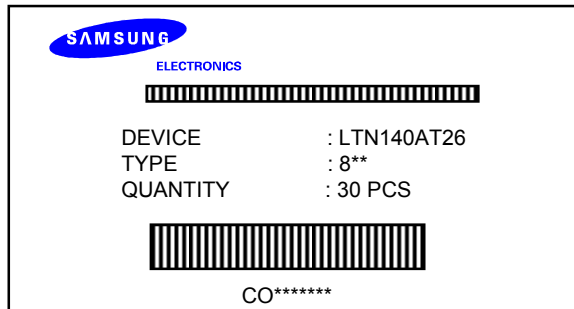 SAMSUNG
ELECTRONICS
DEVICE : LTN140AT26
TYPE : 8**
QUANTITY : 30 PCS
CO*******